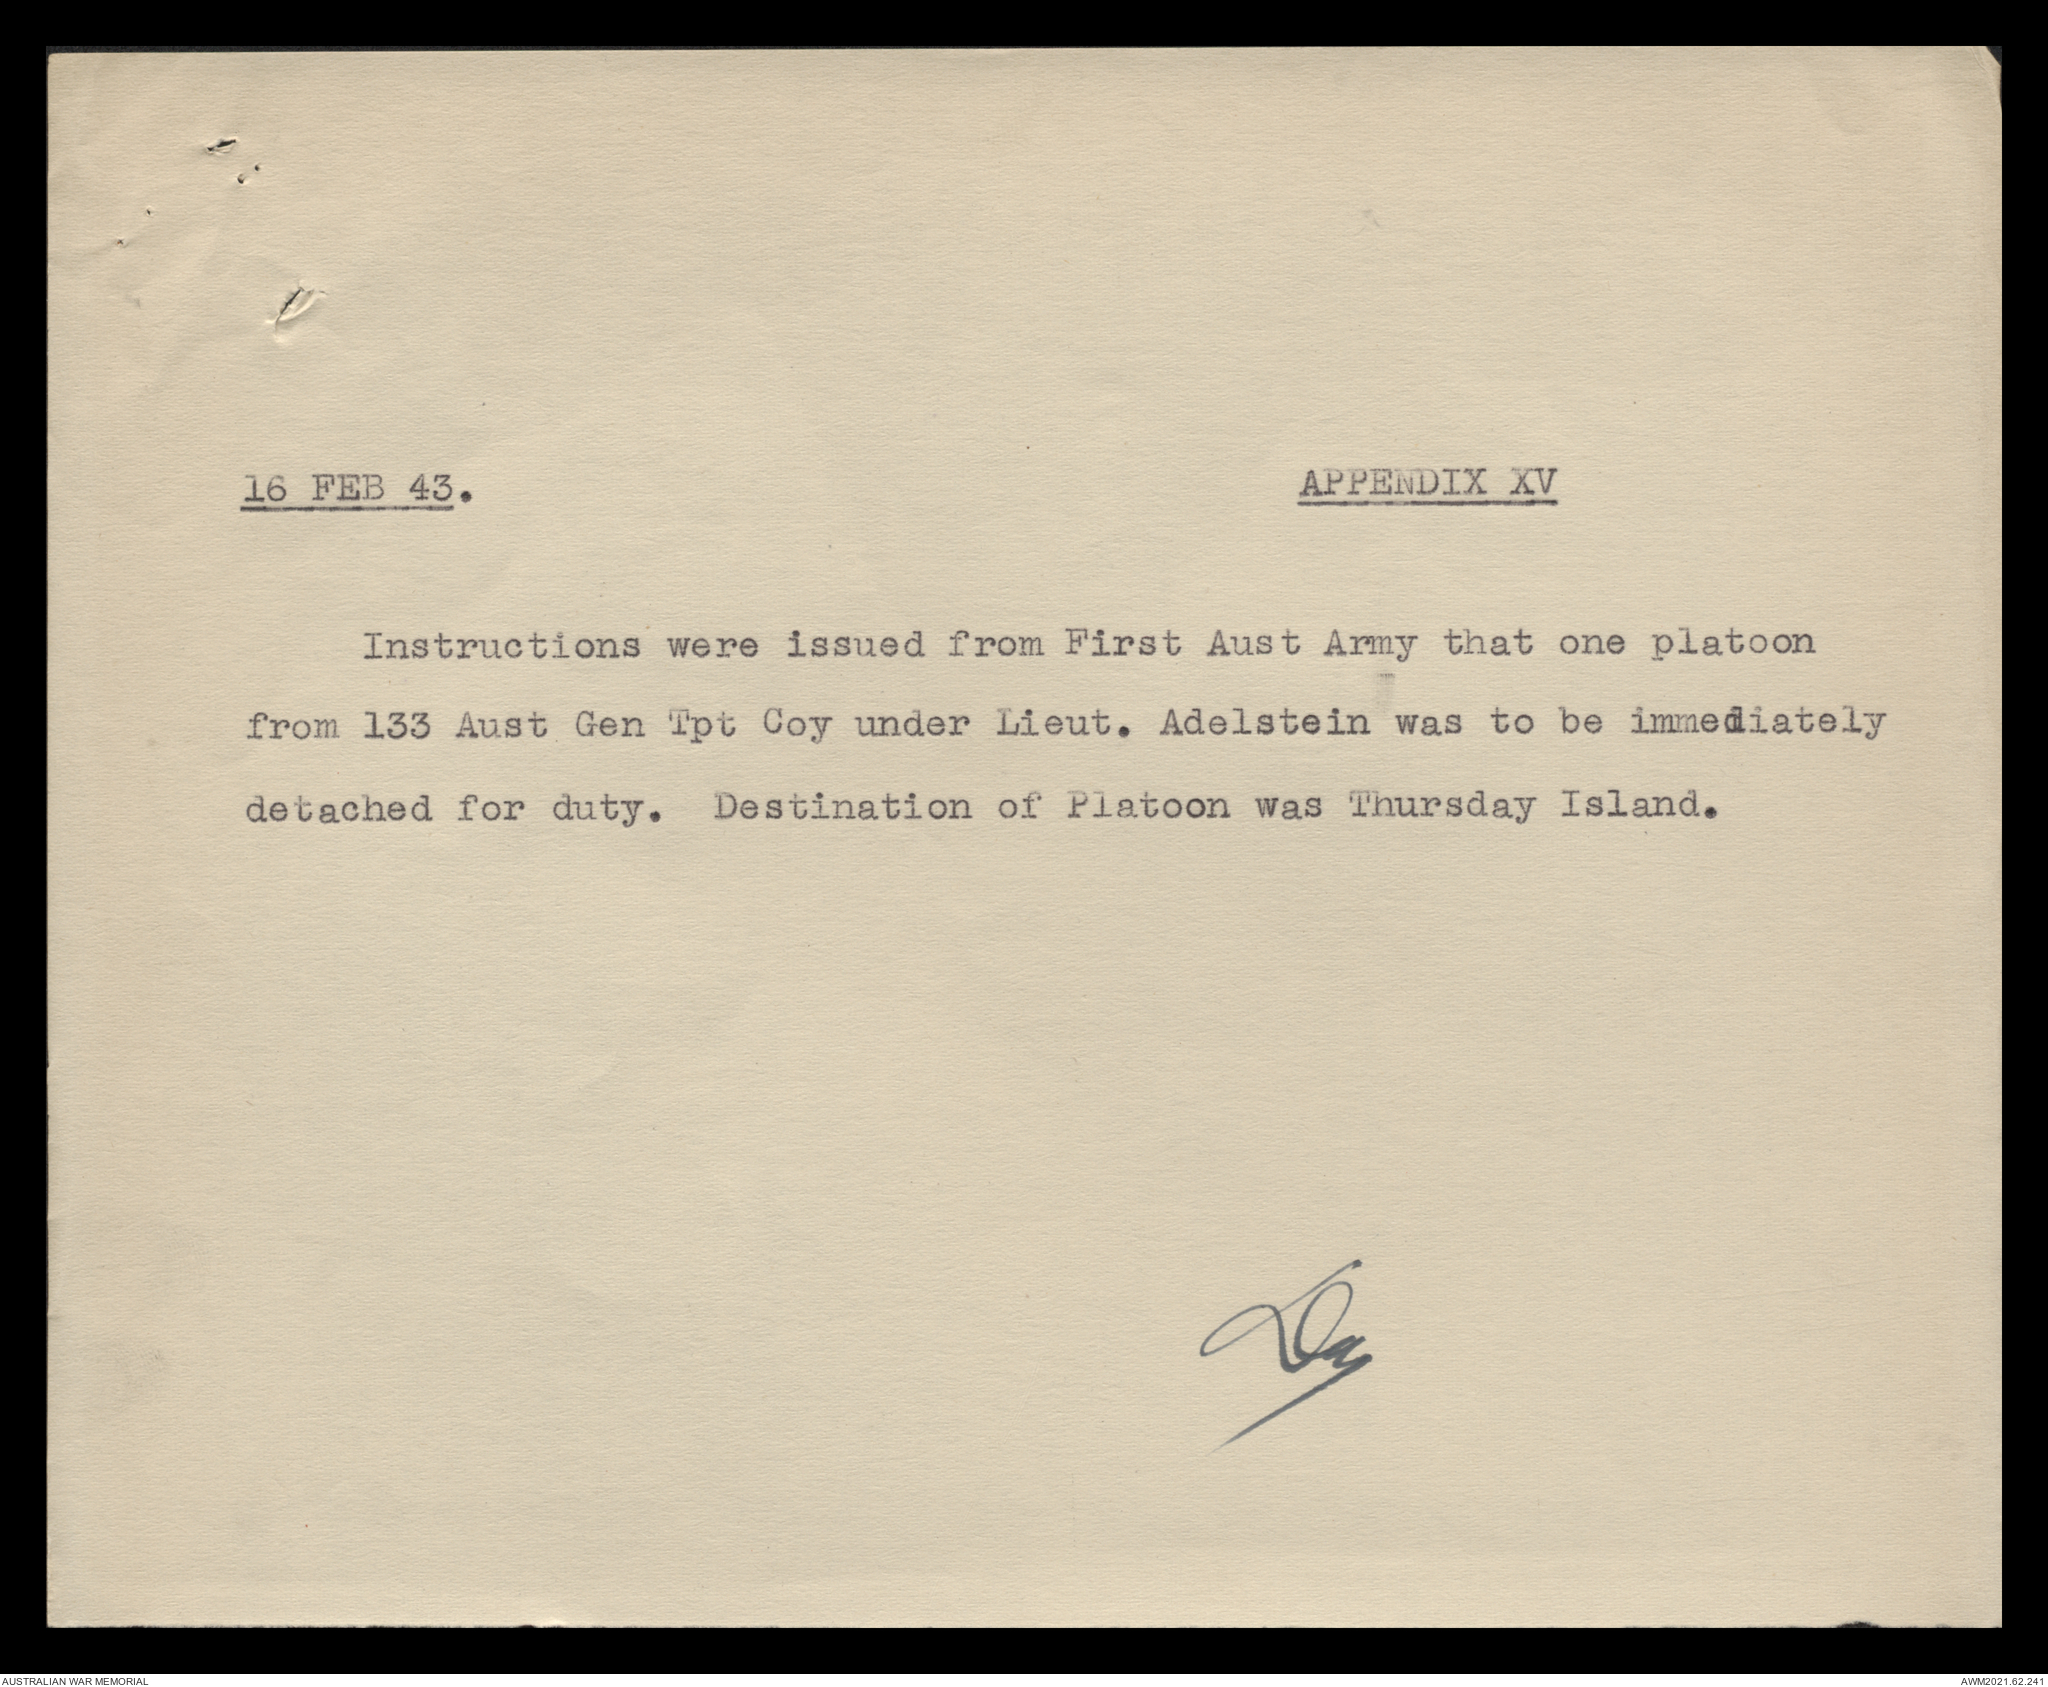 16 FEB 43.
APPENDIX XV
Instructions were issued from First Aust Army that one platoon
from 133 Aust Gen Tpt Coy under Lieut. Adelstein was to be immediately
detached for duty. Destination of Platoon was Thursday Island.
AUSTRALIAN WAR MEMORIAL
AWM2021.62.241